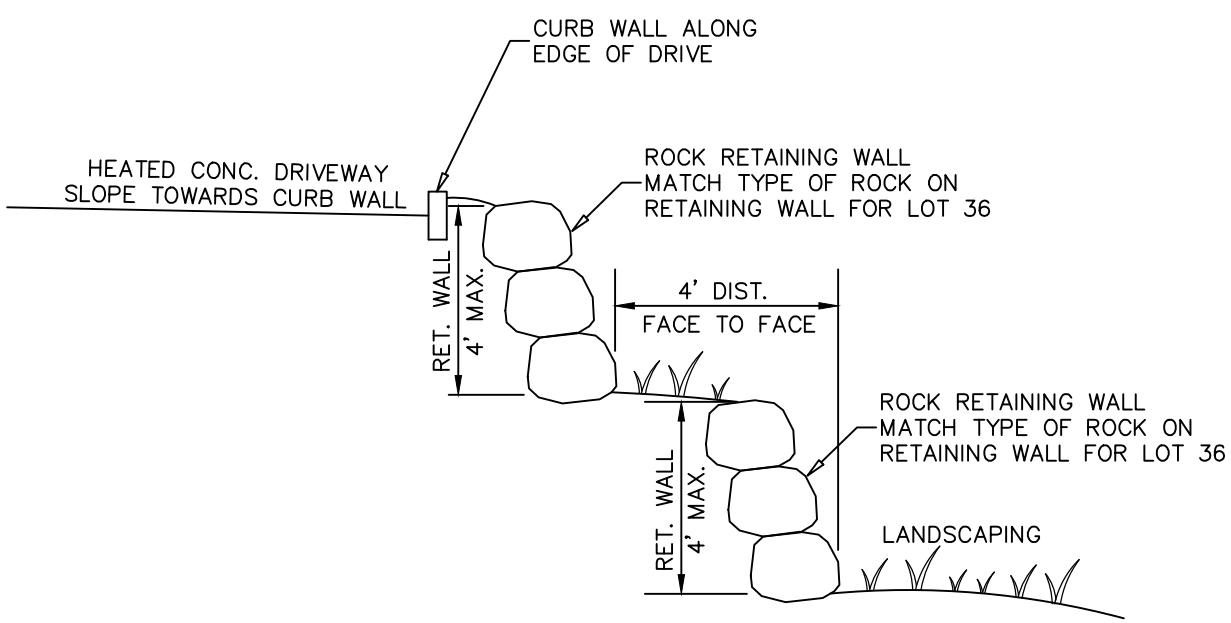 CURB WALL ALONG
EDGE OF DRIVE
HEATED CONC. DRIVEWAY
SLOPE TOWARDS CURB WALL
ROCK RETAINING WALL
MATCH TYPE OF ROCK ON
RETAINING WALL FOR LOT 36
RET. WALL
4' MAX.
4' DIST.
FACE TO FACE
ROCK RETAINING WALL
MATCH TYPE OF ROCK ON
RETAINING WALL FOR LOT 36
RET. WALL
4' MAX.
LANDSCAPING